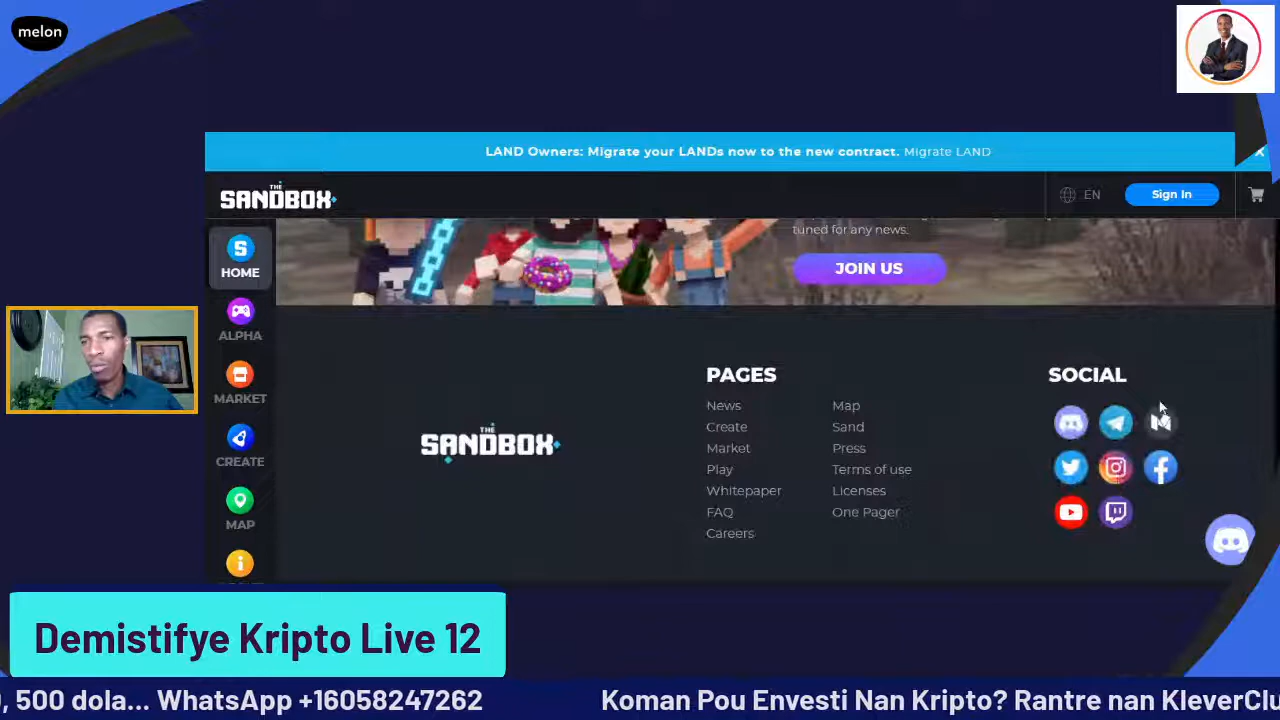 melon
LAND Owners: Migrate your LANDs now to the new contract. Migrate LAND
THE SANDBOX
EN
Sign In
tuned for any news.
JOIN US
HOME
ALPHA
MARKET
CREATE
MAP
THE SANDBOX
PAGES
News
Create
Market
Play
Whitepaper
FAQ
Careers
Map
Sand
Press
Terms of use
Licenses
One Pager
SOCIAL
Demistifye Kripto Live 12
, 500 dola... WhatsApp +16058247262 Koman Pou Envesti Nan Kripto? Rantre nan KleverClu